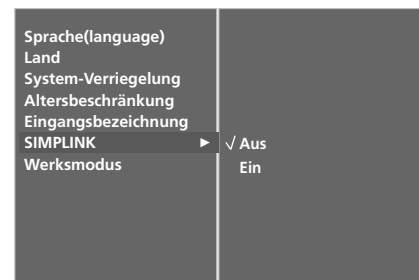 Sprache(language)
Land
System-Verriegelung
Altersbeschränkung
Eingangsbezeichnung
SIMPLINK ► √ Aus
Ein
Werksmodus